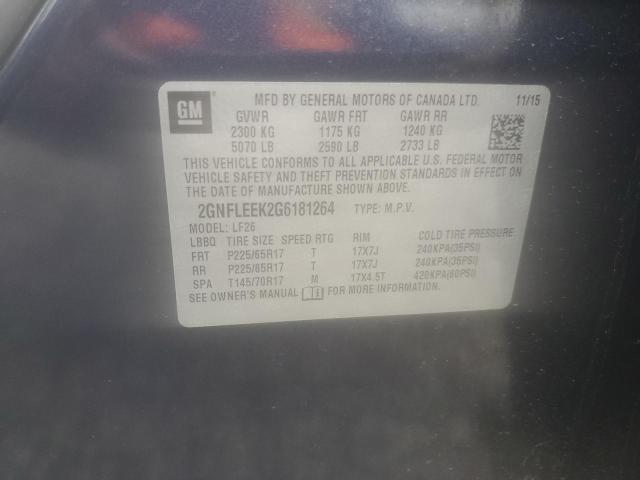 GM
MFD BY GENERAL MOTORS OF CANADA LTD. 11/15
GVWR GAWR FRT GAWR RR
2300 KG 1175 KG 1240 KG
5070 LB 2590 LB 2733 LB
THIS VEHICLE CONFORMS TO ALL APPLICABLE U.S. FEDERAL MOTOR
VEHICLE SAFETY AND THEFT PREVENTION STANDARDS IN EFFECT ON THE
DATE OF MANUFACTURE SHOWN ABOVE.
2GNFLEEK2G6181264 TYPE: M.P.V.
MODEL: LF26
LBBQ TIRE SIZE SPEED RTG RIM COLD TIRE PRESSURE
FRT P225/65R17 T 17X7J 240KPA(35PSI)
RR P225/65R17 T 17X7J 240KPA(35PSI)
SPA T145/70R17 M 17X4.5T 420KPA(60PSI)
SEE OWNER'S MANUAL FOR MORE INFORMATION.